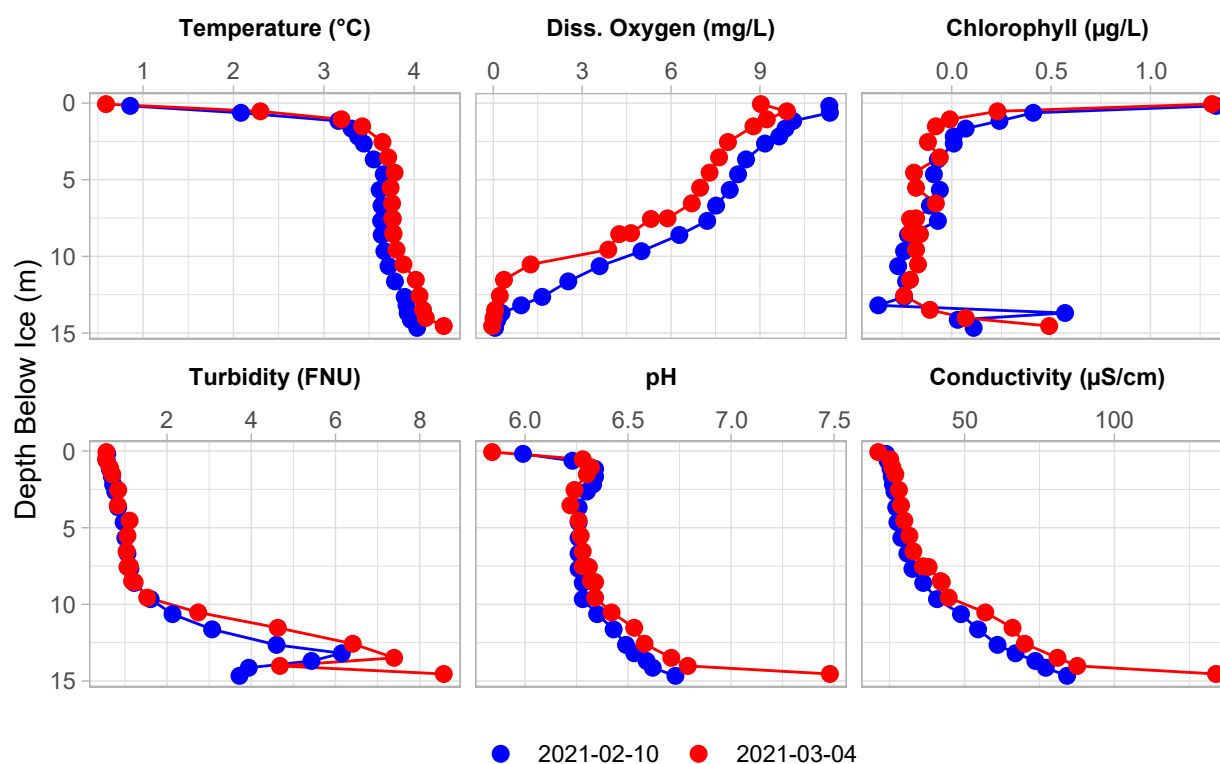 Temperature (°C)
Diss. Oxygen (mg/L)
Chlorophyll (µg/L)
1 2 3 4
0 3 6 9
0.0 0.5 1.0
0
5
10
15
Turbidity (FNU)
pH
Conductivity (µS/cm)
2 4 6 8
6.0 6.5 7.0 7.5
50 100
0
5
10
15
Depth Below Ice (m)
2021-02-10 2021-03-04